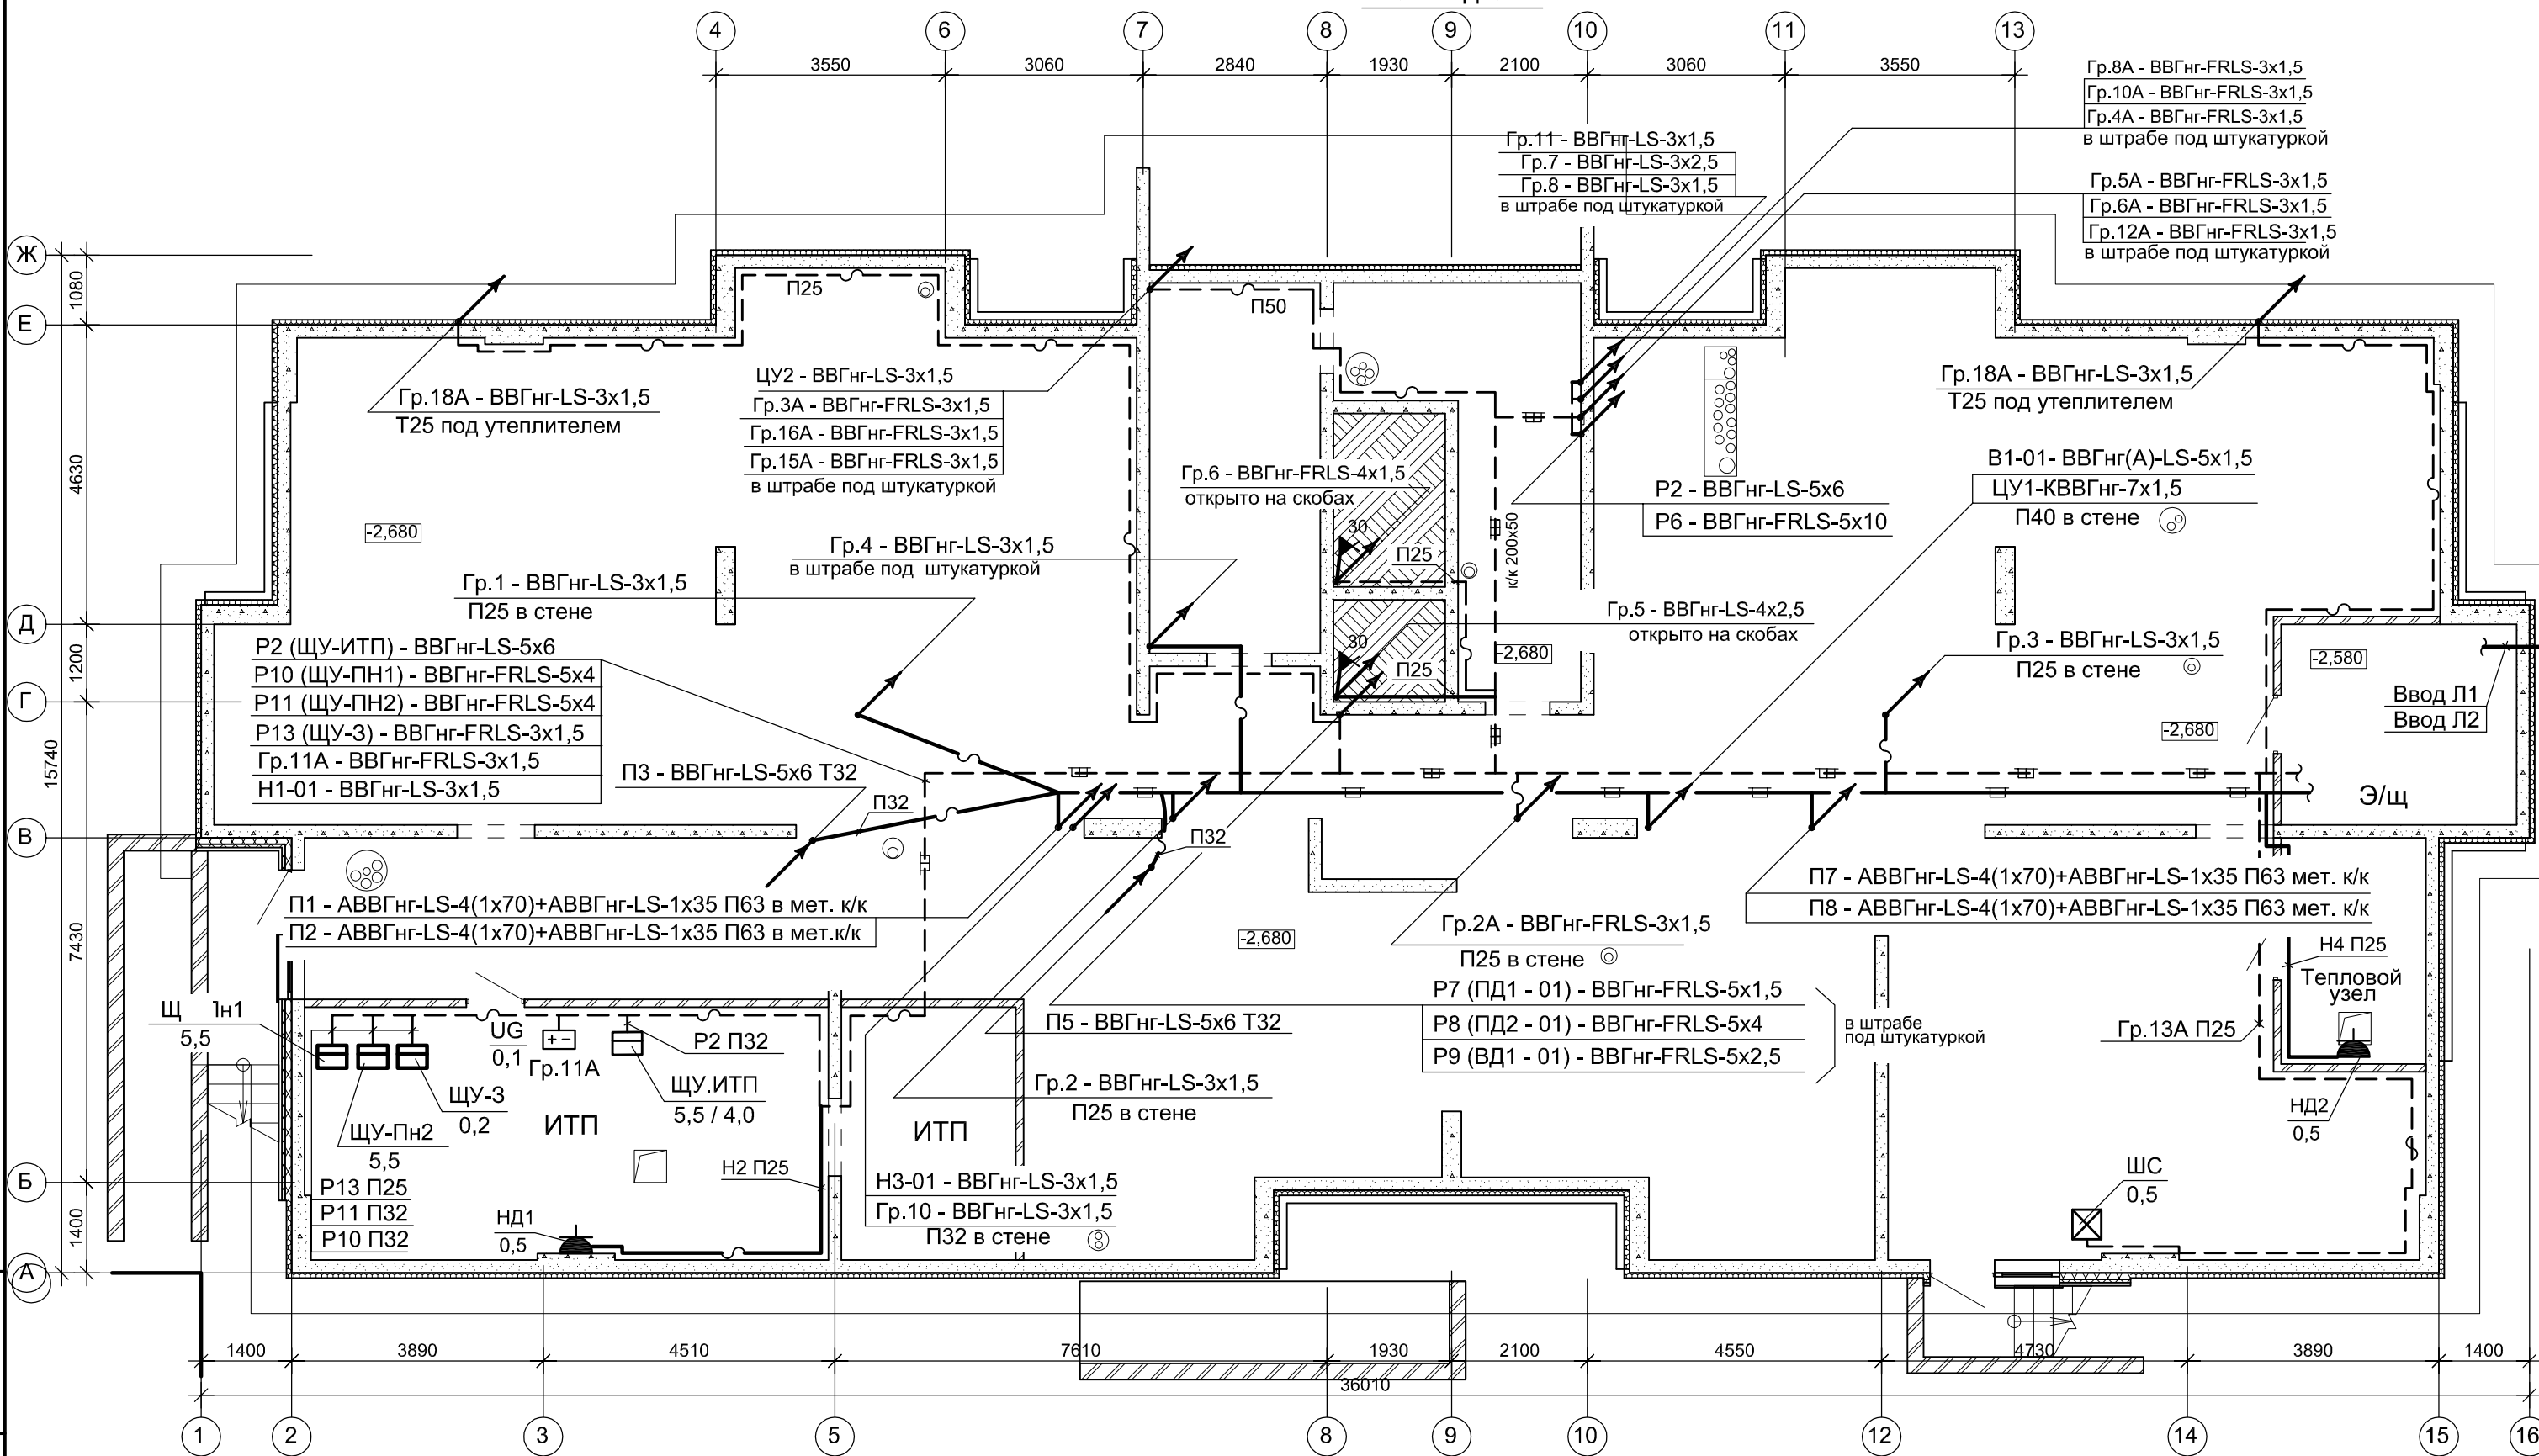 4 6 7 8 9 10 11 13
3550 3060 2840 1930 2100 3060 3550
Гр.8А - ВВГнг-FRLS-3х1,5
Гр.10А - ВВГнг-FRLS-3х1,5
Гр.4А - ВВГнг-FRLS-3х1,5
в штрабе под штукатуркой
Гр.11 - ВВГнг-LS-3х1,5
Гр.7 - ВВГнг-LS-3х2,5
Гр.8 - ВВГнг-LS-3х1,5
в штрабе под штукатуркой
Гр.5А - ВВГнг-FRLS-3х1,5
Гр.6А - ВВГнг-FRLS-3х1,5
Гр.12А - ВВГнг-FRLS-3х1,5
в штрабе под штукатуркой
Ж
1080
Е
П25
П50
Гр.18А - ВВГнг-LS-3х1,5
Т25 под утеплителем
ЦУ2 - ВВГнг-LS-3х1,5
Гр.3А - ВВГнг-FRLS-3х1,5
Гр.16А - ВВГнг-FRLS-3х1,5
Гр.15А - ВВГнг-FRLS-3х1,5
в штрабе под штукатуркой
Гр.18А - ВВГнг-LS-3х1,5
Т25 под утеплителем
4630
Гр.6 - ВВГнг-FRLS-4х1,5
открыто на скобах
Р2 - ВВГнг-LS-5х6
Р6 - ВВГнг-FRLS-5х10
В1-01- ВВГнг(А)-LS-5х1,5
ЦУ1-КВВГнг-7х1,5
П40 в стене
-2,680
30
П25
к/к 200х50
Гр.4 - ВВГнг-LS-3х1,5
в штрабе под штукатуркой
Гр.1 - ВВГнг-LS-3х1,5
П25 в стене
Гр.5 - ВВГнг-LS-4х2,5
открыто на скобах
Д
1200
Г
30
П25
-2,680
Гр.3 - ВВГнг-LS-3х1,5
П25 в стене
-2,580
Ввод Л1
Ввод Л2
-2,680
Э/щ
Р2 (ЩУ-ИТП) - ВВГнг-LS-5х6
Р10 (ЩУ-ПН1) - ВВГнг-FRLS-5х4
Р11 (ЩУ-ПН2) - ВВГнг-FRLS-5х4
Р13 (ЩУ-З) - ВВГнг-FRLS-3х1,5
Гр.11А - ВВГнг-FRLS-3х1,5
Н1-01 - ВВГнг-LS-3х1,5
15740
П3 - ВВГнг-LS-5х6 Т32
П32
П32
В
7430
П1 - АВВГнг-LS-4(1х70)+АВВГнг-LS-1х35 П63 в мет. к/к
П2 - АВВГнг-LS-4(1х70)+АВВГнг-LS-1х35 П63 в мет.к/к
П7 - АВВГнг-LS-4(1х70)+АВВГнг-LS-1х35 П63 мет. к/к
П8 - АВВГнг-LS-4(1х70)+АВВГнг-LS-1х35 П63 мет. к/к
-2,680
Гр.2А - ВВГнг-FRLS-3х1,5
П25 в стене
Н4 П25
Тепловой
узел
Р7 (ПД1 - 01) - ВВГнг-FRLS-5х1,5
Р8 (ПД2 - 01) - ВВГнг-FRLS-5х4
Р9 (ВД1 - 01) - ВВГнг-FRLS-5х2,5
в штрабе
под штукатуркой
Гр.13А П25
П5 - ВВГнг-LS-5х6 Т32
Щ
5,5
UG
0,1
Гр.11А
+ -
Р2 П32
ЩУ.ИТП
5,5 / 4,0
ЩУ-З
0,2
ЩУ-Пн2
5,5
ИТП
ИТП
Гр.2 - ВВГнг-LS-3х1,5
П25 в стене
НД2
0,5
Б
1400
А
Р13 П25
Р11 П32
Р10 П32
НД1
0,5
Н2 П25
Н3-01 - ВВГнг-LS-3х1,5
Гр.10 - ВВГнг-LS-3х1,5
П32 в стене
ШС
0,5
1400 3890 4510 7610 1930 2100 4550 4730 3890 1400
36010
1 2 3 5 8 9 10 12 14 15 16